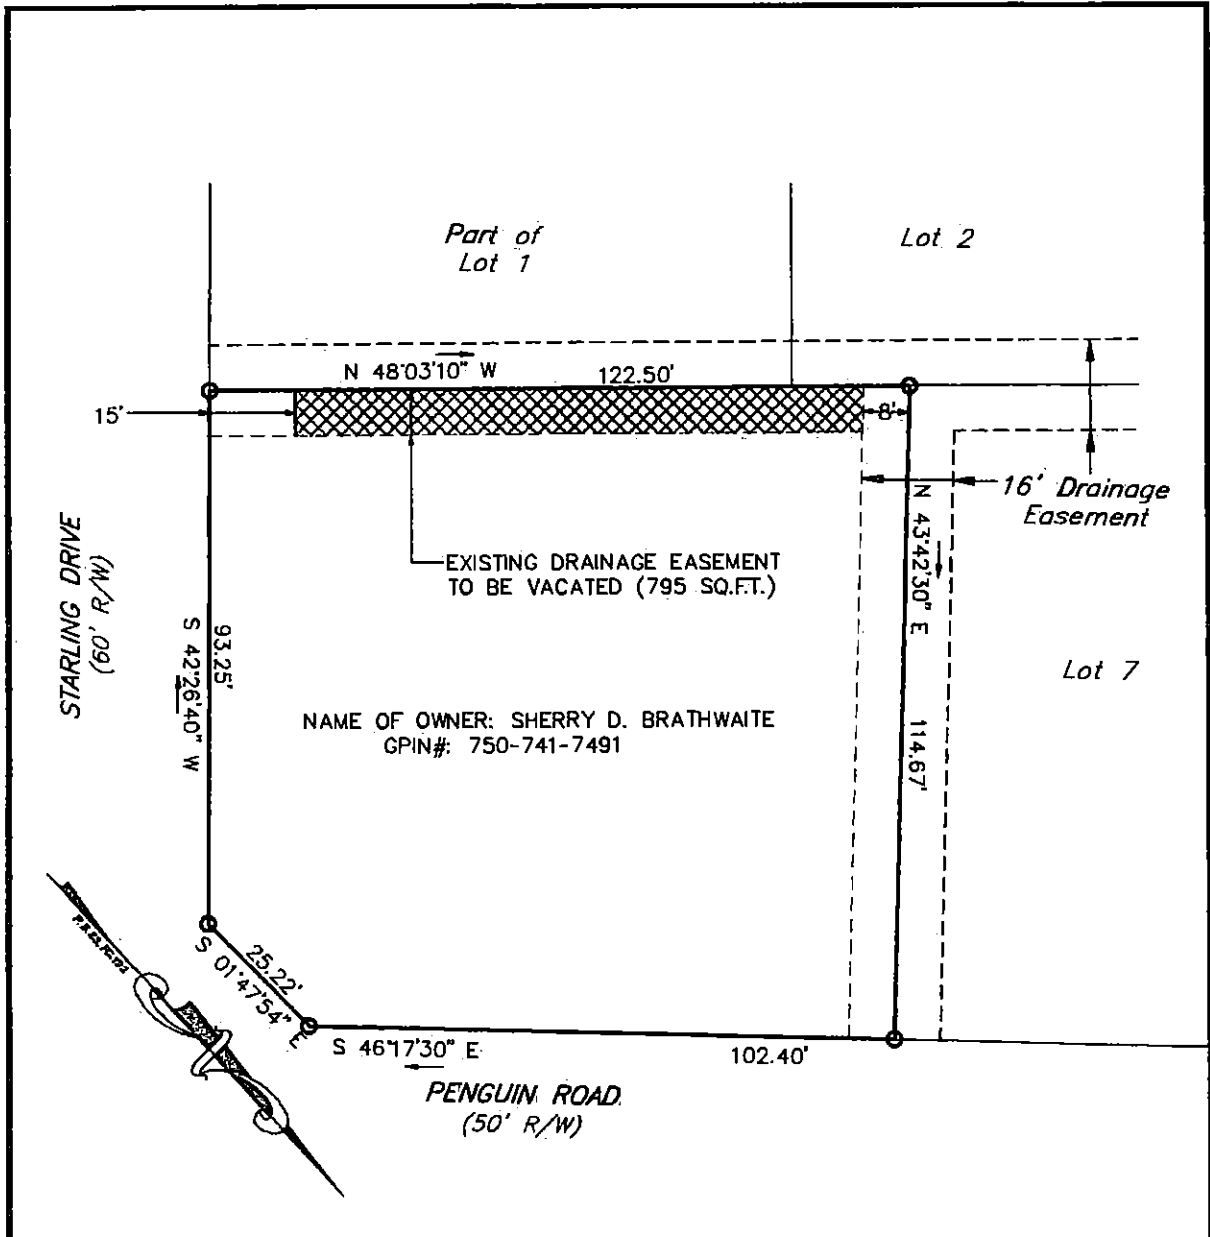 Part of
Lot 1
Lot 2
N 48°03'10" W
122.50'
15'
8'
16' Drainage
Easement
N 43°42'30" E
114.67'
EXISTING DRAINAGE EASEMENT
TO BE VACATED (795 SQ.FT.)
STARLING DRIVE
(60' R/W)
S 42°26'40" W
93.25'
Lot 7
NAME OF OWNER: SHERRY D. BRATHWAITE
GPIN#: 750-741-7491
25.22'
S 01°47'54" E
S 46°17'30" E
102.40'
PENGUIN ROAD
(50' R/W)